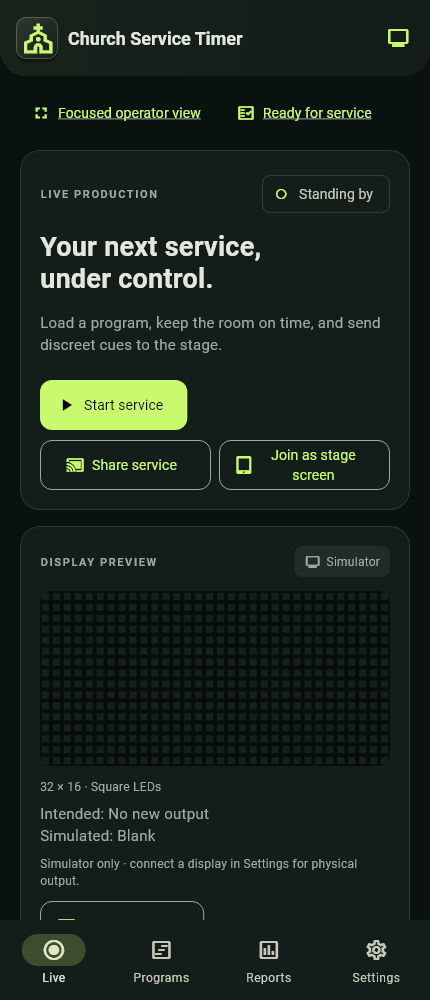 Church Service Timer
Focused operator view
Ready for service
LIVE PRODUCTION
Standing by
Your next service,
under control.
Load a program, keep the room on time, and send
discreet cues to the stage.
Start service
Share service
Join as stage
screen
DISPLAY PREVIEW
Simulator
32 × 16 · Square LEDs
Intended: No new output
Simulated: Blank
Simulator only · connect a display in Settings for physical
output.
Live
Programs
Reports
Settings